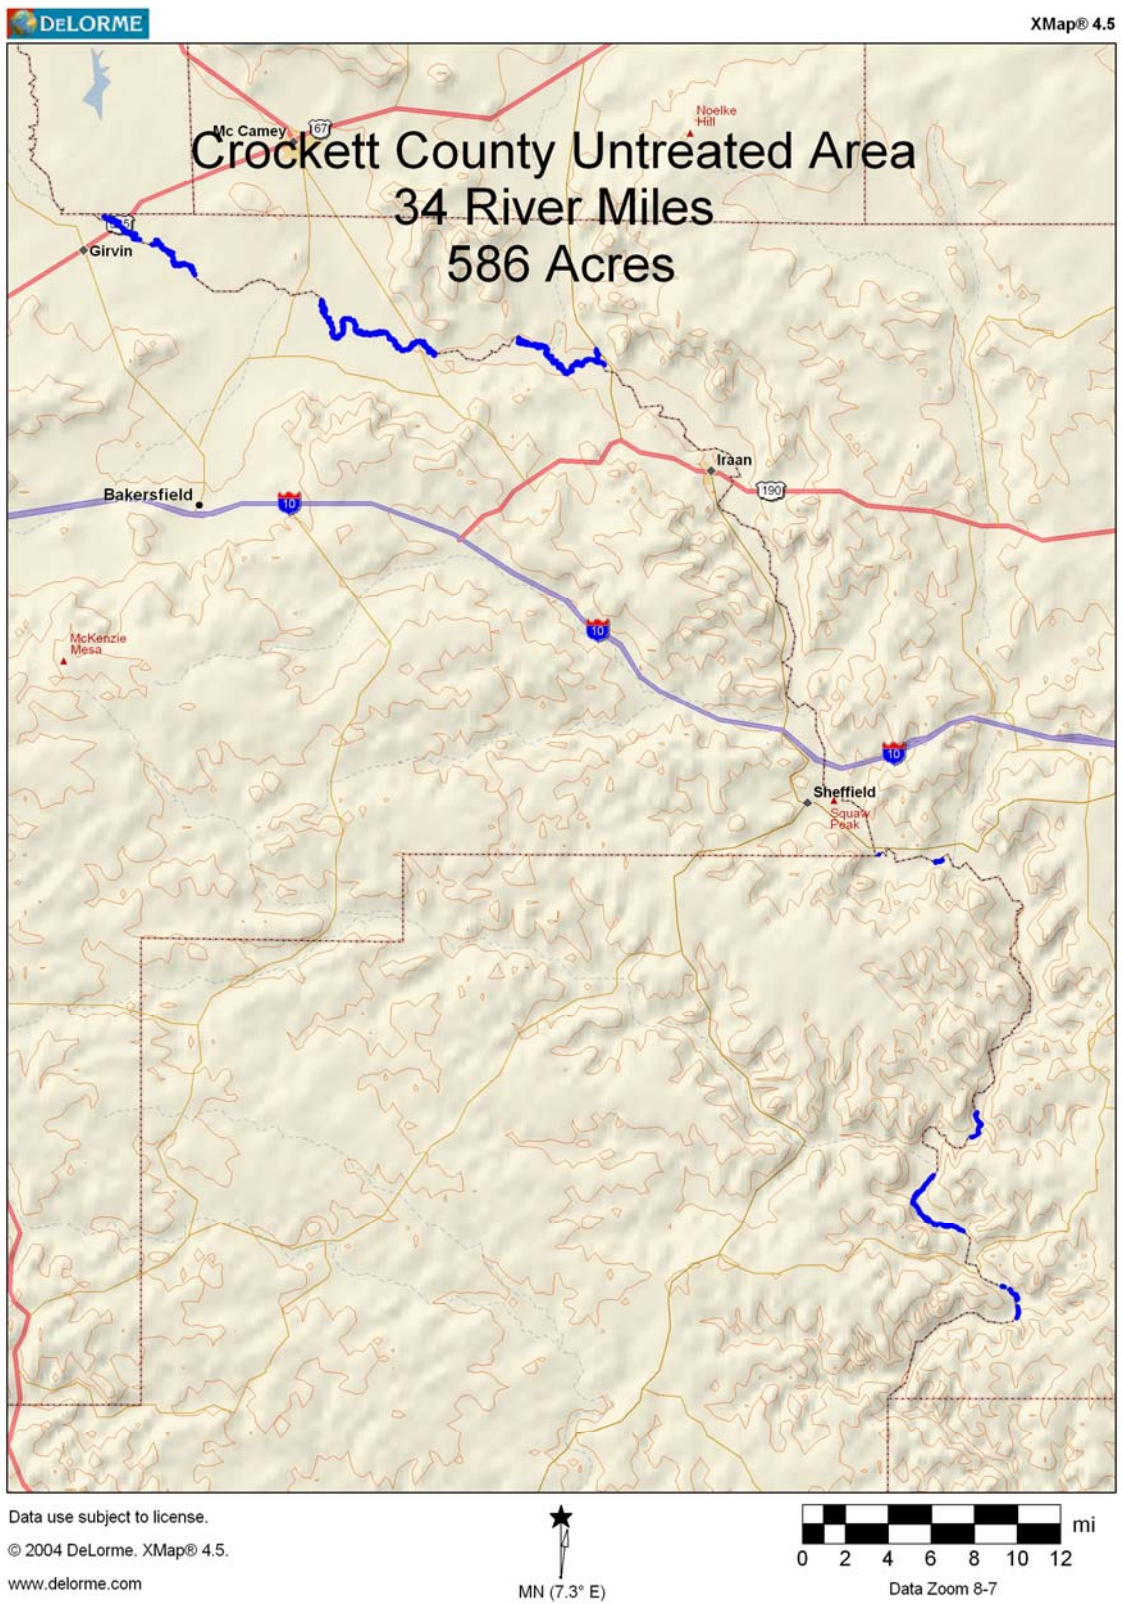 DELORME
XMap® 4.5
Noelke
Hill
Mc Camey
67
Crockett County Untreated Area
34 River Miles
586 Acres
Girvin
Iraan
190
Bakersfield
10
10
McKenzie
Mesa
10
Sheffield
Squaw
Peak
Data use subject to license.
© 2004 DeLorme. XMap® 4.5.
www.delorme.com
MN (7.3° E)
mi
0 2 4 6 8 10 12
Data Zoom 8-7